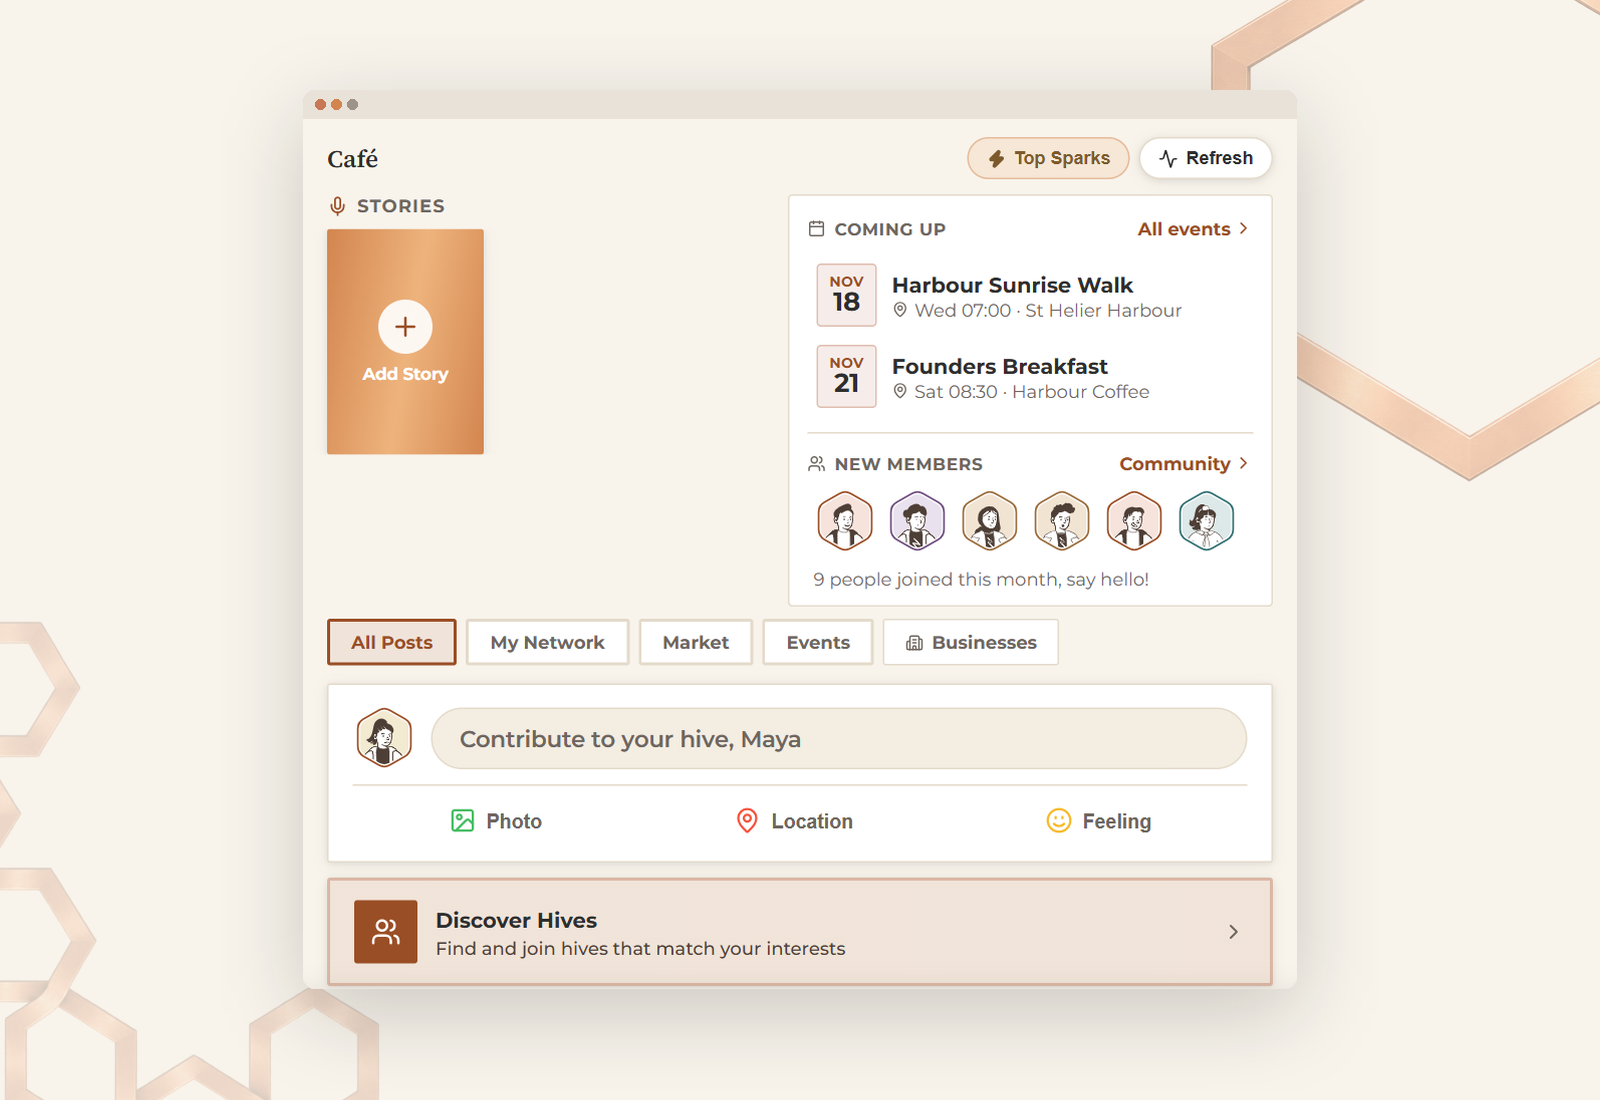 Café
Top Sparks
Refresh
STORIES
Add Story
COMING UP
All events
NOV
18
Harbour Sunrise Walk
Wed 07:00 · St Helier Harbour
NOV
21
Founders Breakfast
Sat 08:30 · Harbour Coffee
NEW MEMBERS
Community
9 people joined this month, say hello!
All Posts
My Network
Market
Events
Businesses
Contribute to your hive, Maya
Photo
Location
Feeling
Discover Hives
Find and join hives that match your interests